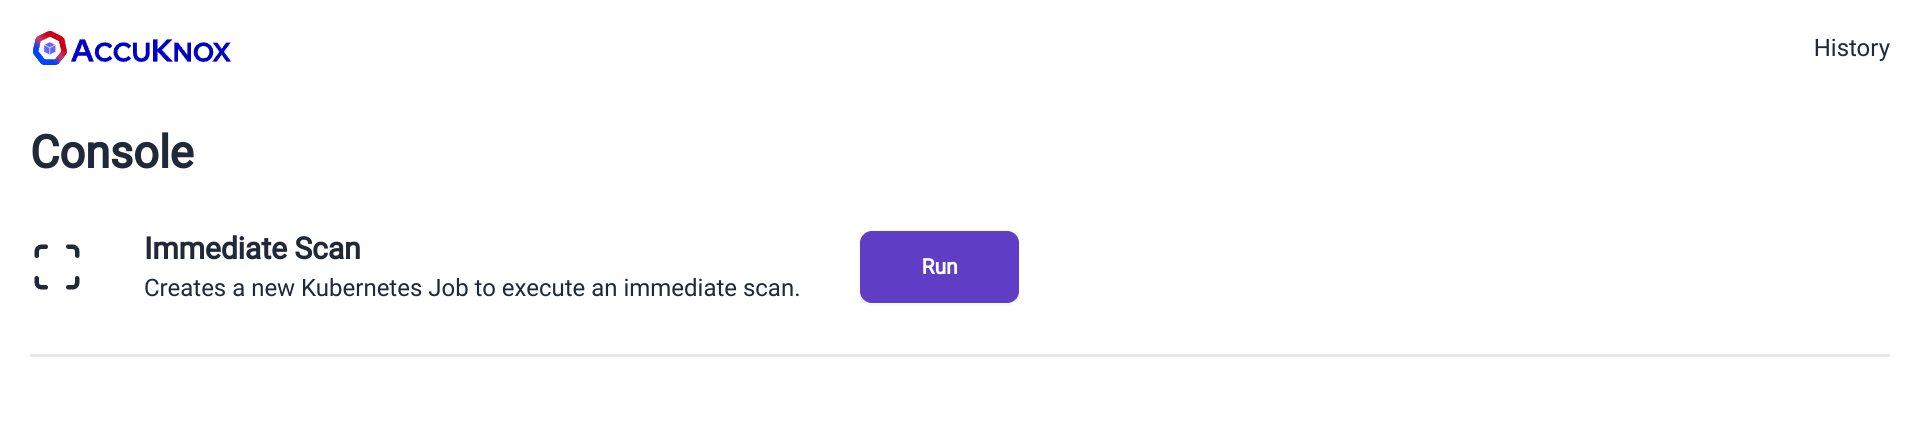 ACCUKNOX
History
Console
Immediate Scan
Creates a new Kubernetes Job to execute an immediate scan.
Run